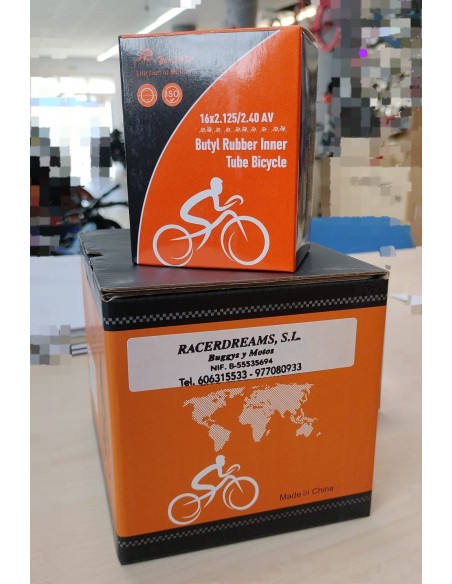 16x2.125/2.40 AV
Butyl Rubber Inner
Tube Bicycle
RACERDREAMS, S.L.
Buggys y Motos
NIF. B-55535694
Tel. 606315533 - 977080933
Made in China